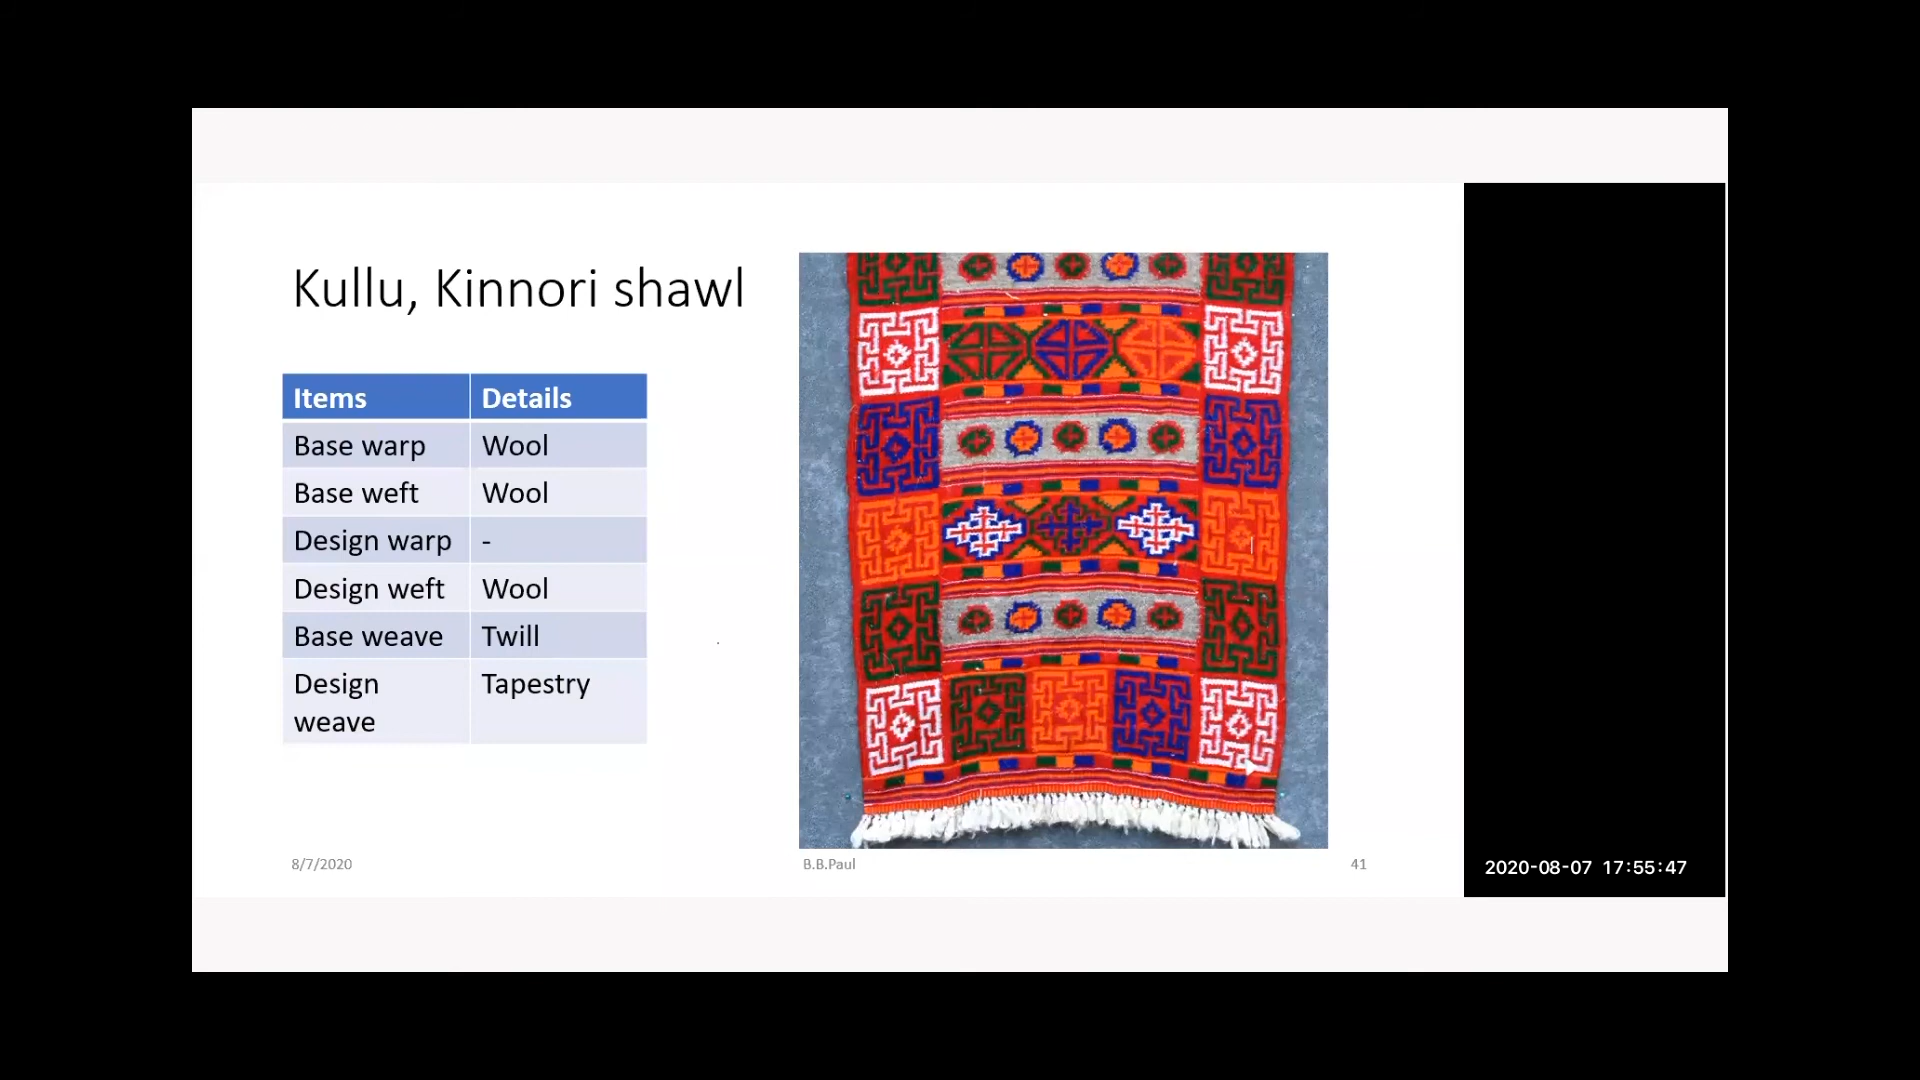 Kullu, Kinnori shawl
Items Details
Base warp Wool
Base weft Wool
Design warp -
Design weft Wool
Base weave Twill
Design weave Tapestry
8/7/2020 B.B.Paul 41
2020-08-07 17:55:47